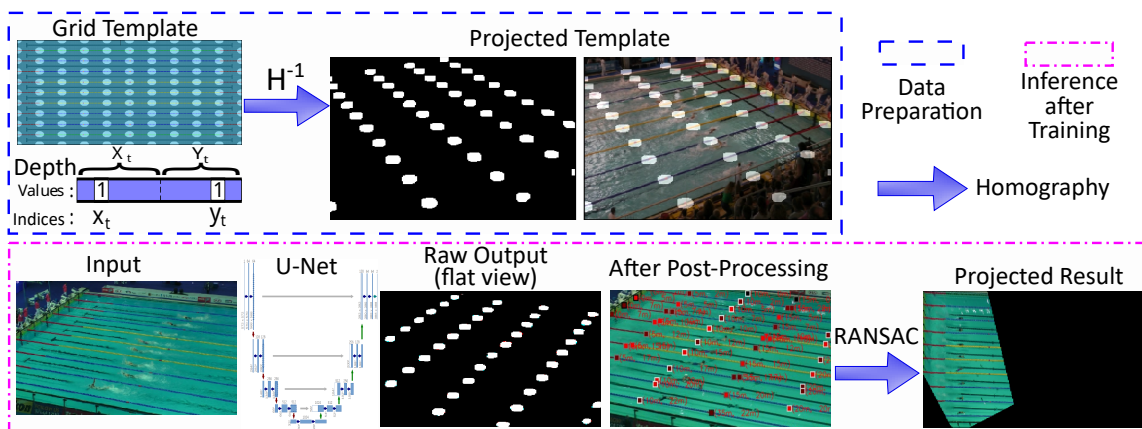 Grid Template
H-1
Projected Template
Depth
Xt
Yt
Values :
1
1
Indices :
xt
yt
Data
Preparation
Inference
after
Training
Homography
Input
U-Net
Raw Output
(flat view)
After Post-Processing
RANSAC
Projected Result